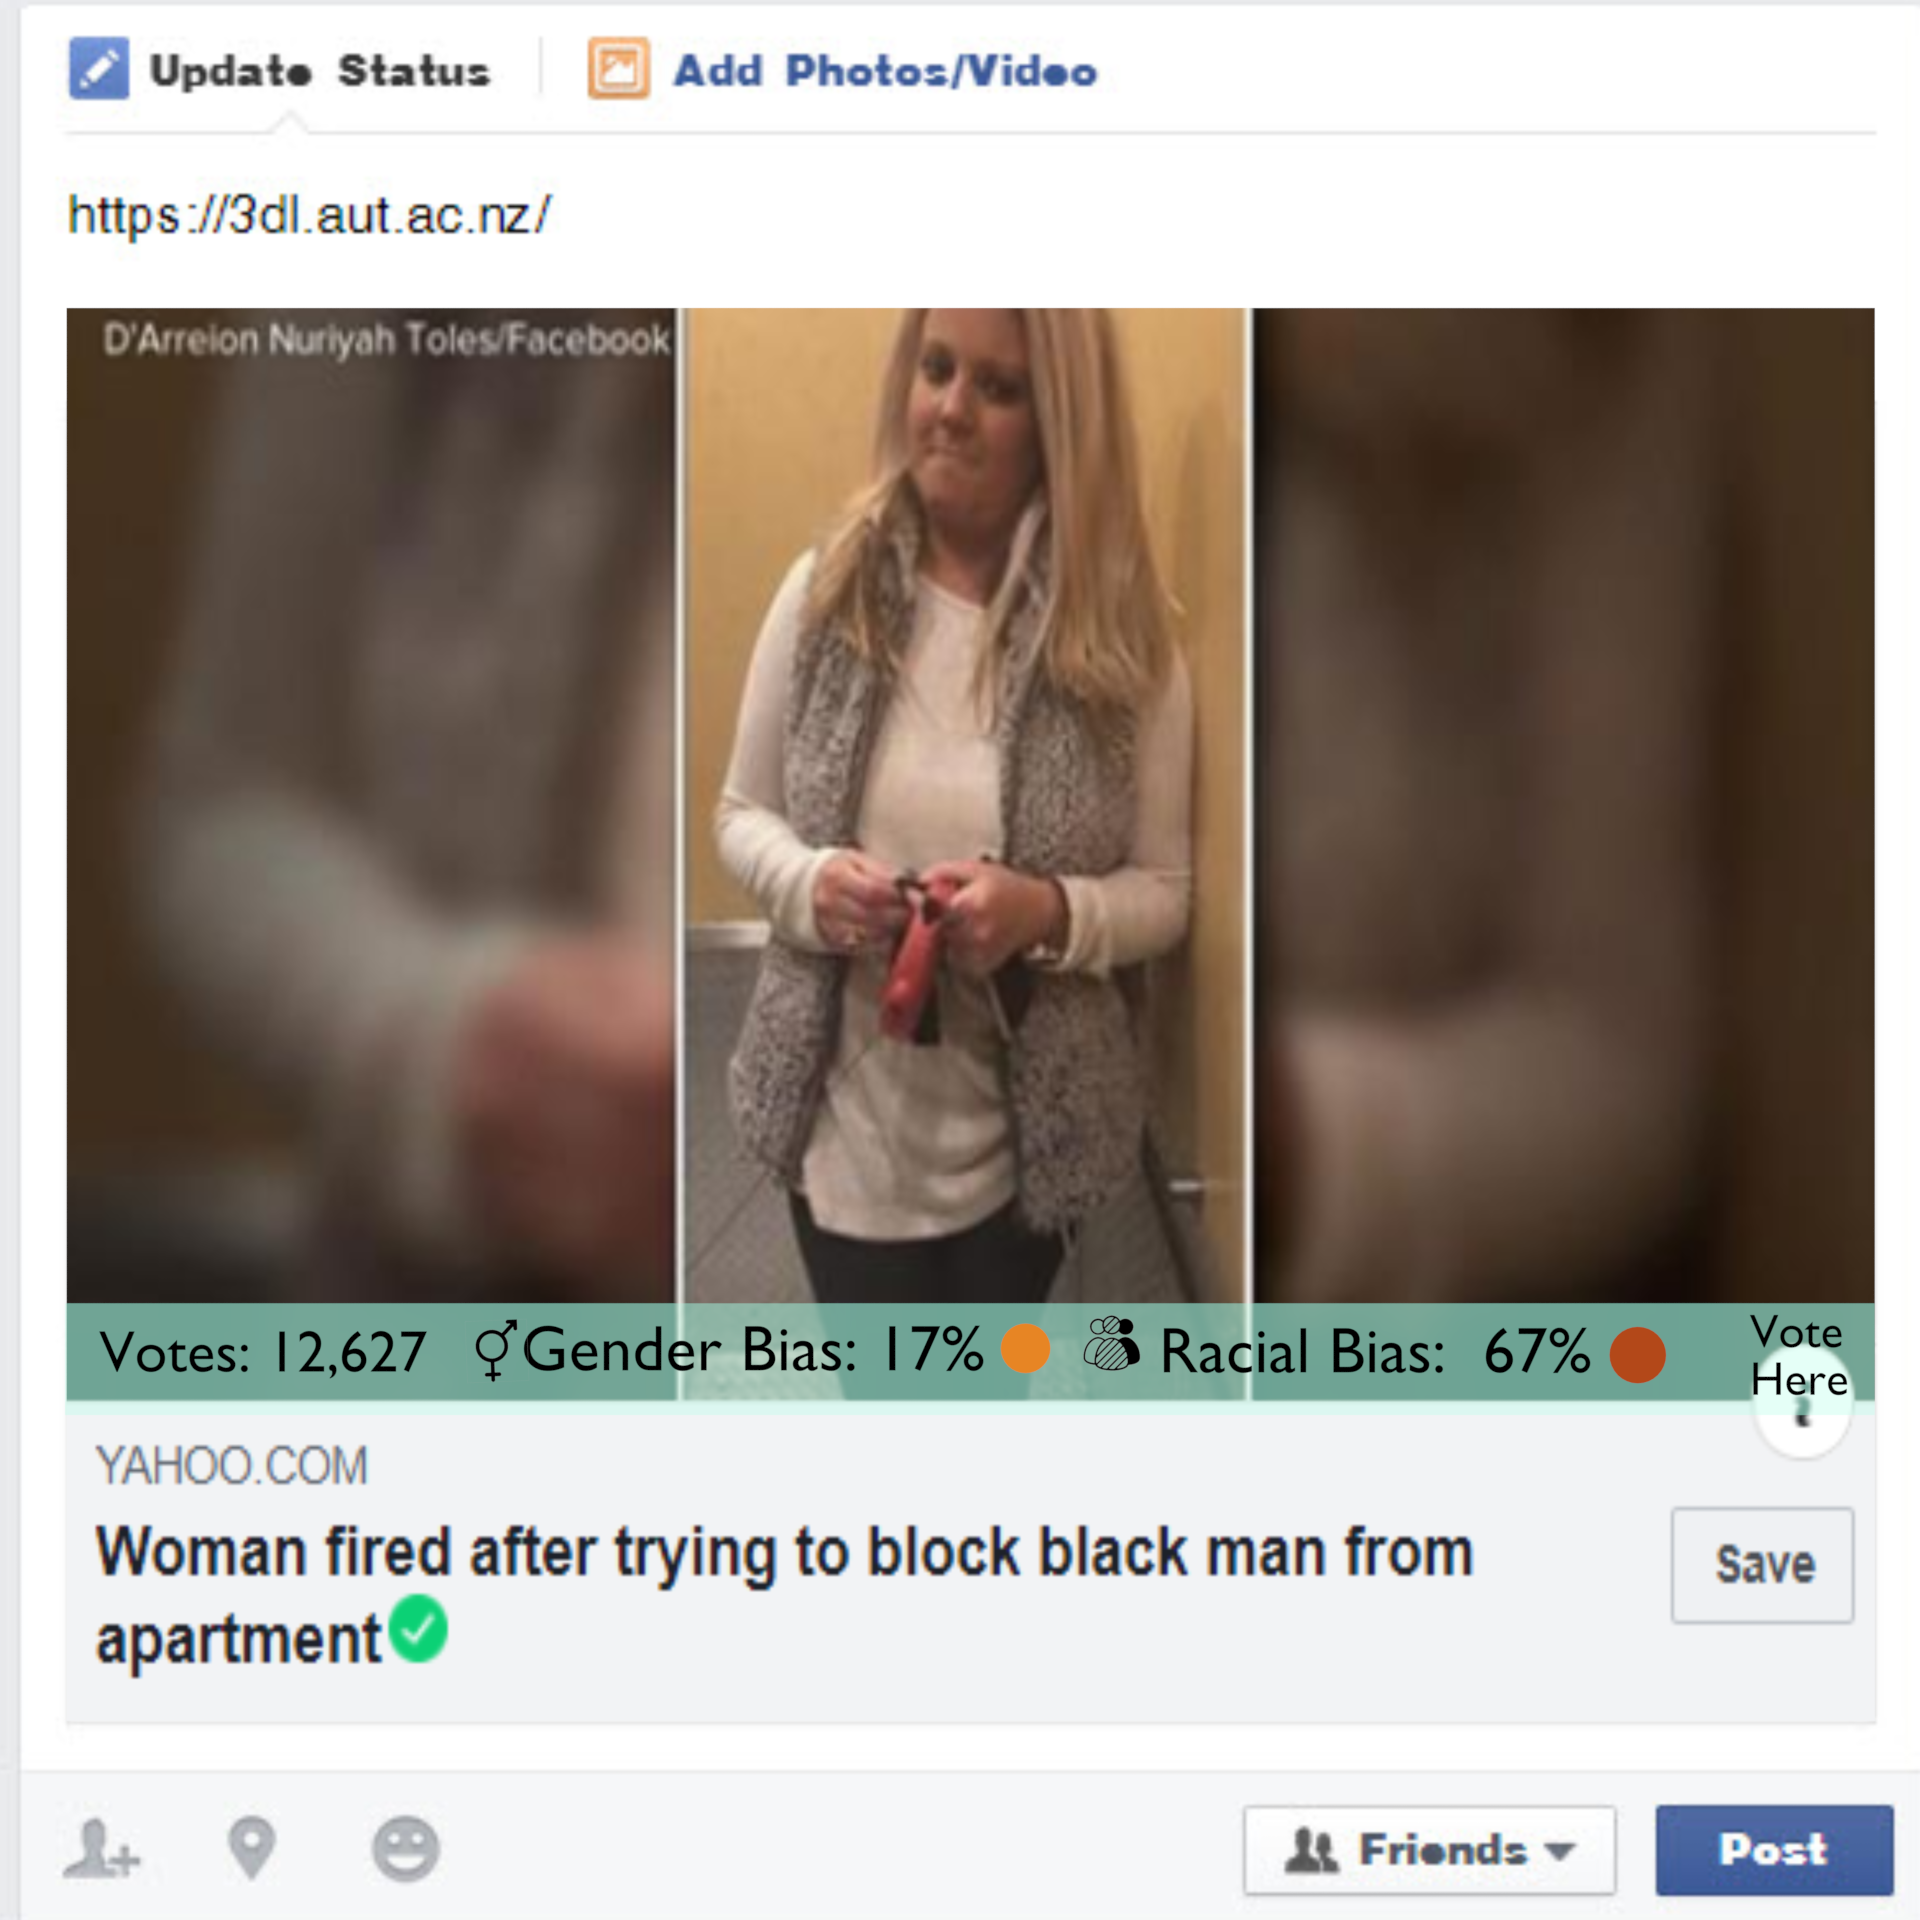 Update Status
Add Photos/Video
https://3dl.aut.ac.nz/
D'Arreion Nuriyah Toles/Facebook
Votes: 12,627 Gender Bias: 17% Racial Bias: 67% Vote Here
YAHOO.COM
Woman fired after trying to block black man from
apartment
Save
Friends
Post